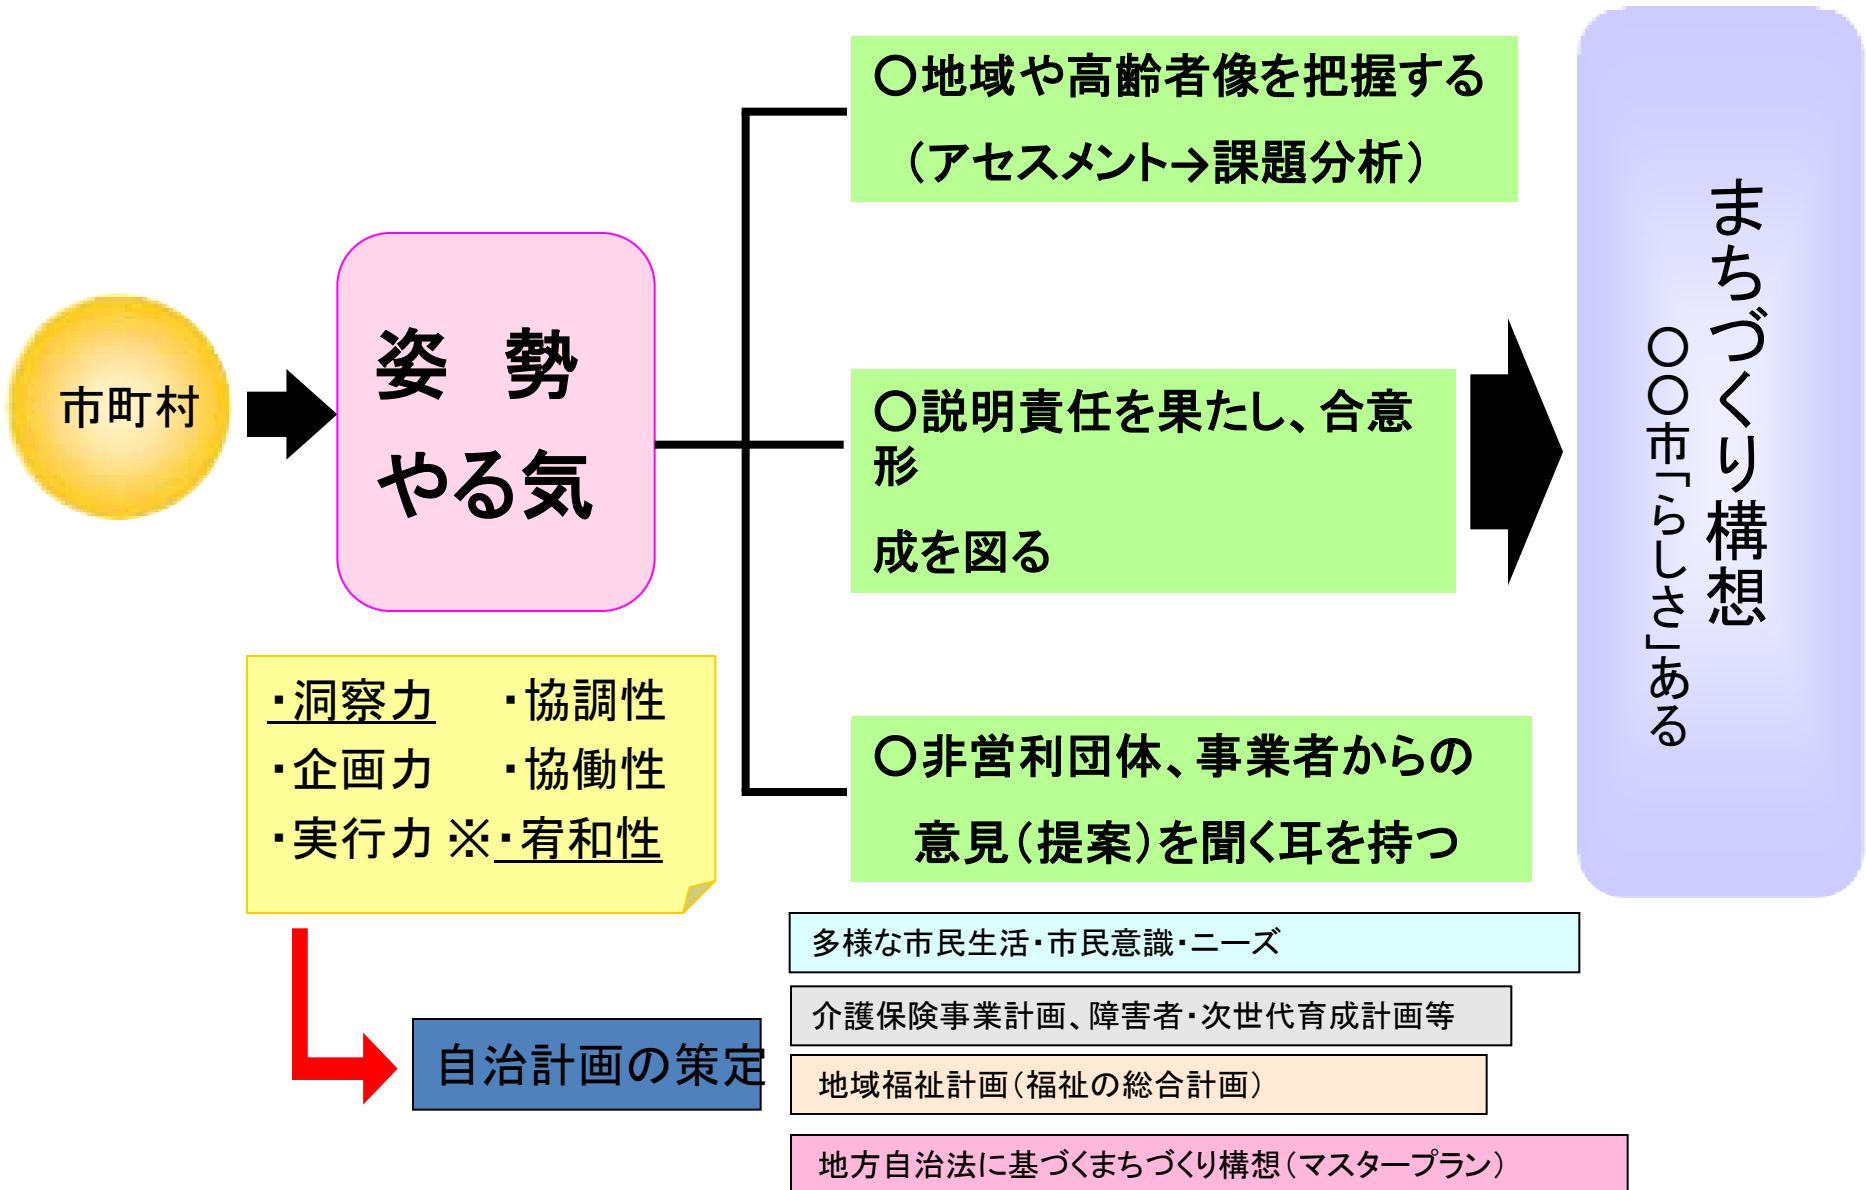 市町村
姿　勢
やる気
○地域や高齢者像を把握する
（アセスメント→課題分析）
○説明責任を果たし、合意
形
成を図る
○非営利団体、事業者からの
意見（提案）を聞く耳を持つ
まちづくり構想
○○市「らしさ」ある
・洞察力　・協調性
・企画力　・協働性
・実行力 ※・宥和性
自治計画の策定
多様な市民生活・市民意識・ニーズ
介護保険事業計画、障害者・次世代育成計画等
地域福祉計画（福祉の総合計画）
地方自治法に基づくまちづくり構想（マスタープラン）